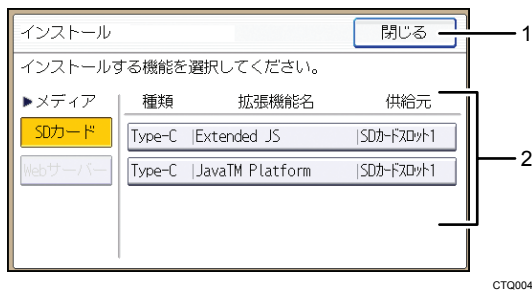 インストール
閉じる
1
インストールする機能を選択してください。
▶メディア
種類
拡張機能名
供給元
SDカード
Type-C |Extended JS |SDカードスロット1
Webサーバー
Type-C |JavaTM Platform |SDカードスロット1
2
CTQ004